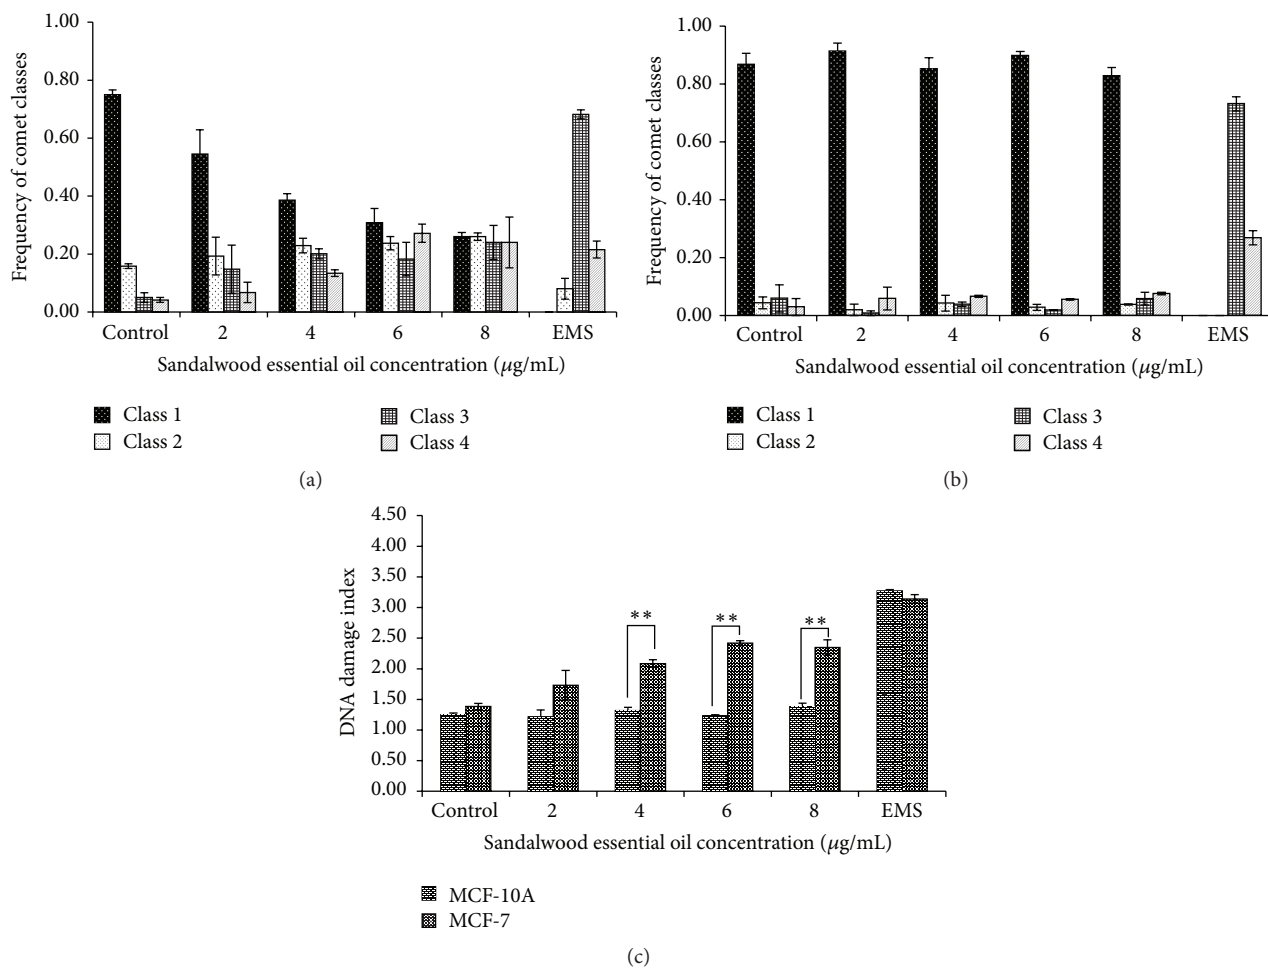 1.00
0.80
0.60
0.40
0.20
0.00
Frequency of comet classes
Control 2 4 6 8 EMS
Sandalwood essential oil concentration (μg/mL)
Class 1
Class 2
Class 3
Class 4
(a)
1.00
0.80
0.60
0.40
0.20
0.00
Frequency of comet classes
Control 2 4 6 8 EMS
Sandalwood essential oil concentration (μg/mL)
Class 1
Class 2
Class 3
Class 4
(b)
4.50
4.00
3.50
3.00
2.50
2.00
1.50
1.00
0.50
0.00
DNA damage index
** ** **
Control 2 4 6 8 EMS
Sandalwood essential oil concentration (μg/mL)
MCF-10A
MCF-7
(c)